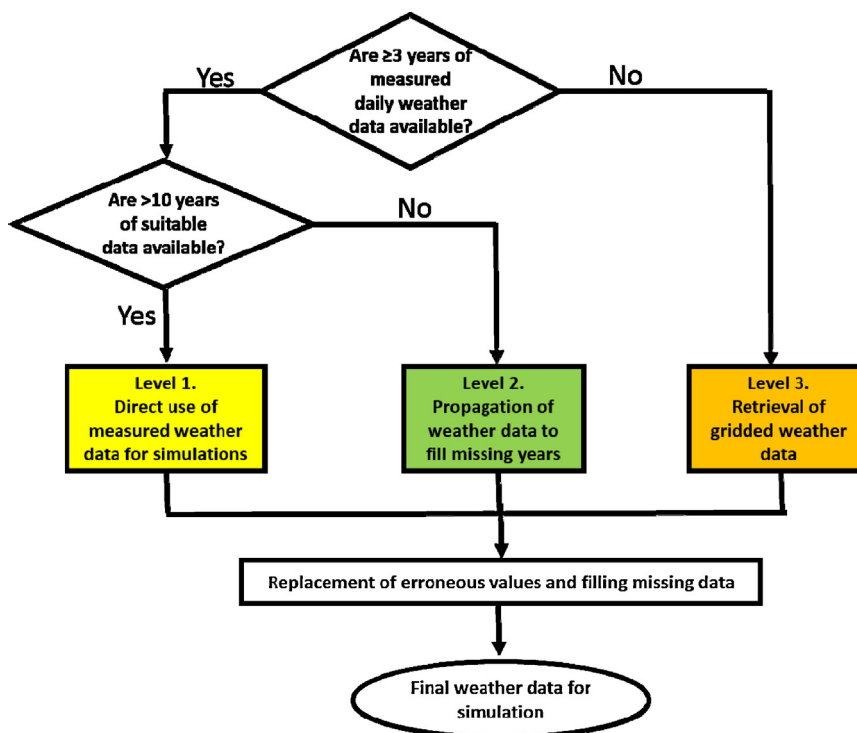 Are ≥3 years of
measured
daily weather
data available?
Yes
No
Are >10 years
of suitable
data available?
No
Yes
Level 1.
Direct use of
measured weather
data for simulations
Level 2.
Propagation of
weather data to
fill missing years
Level 3.
Retrieval of
gridded weather
data
Replacement of erroneous values and filling missing data
Final weather data for
simulation